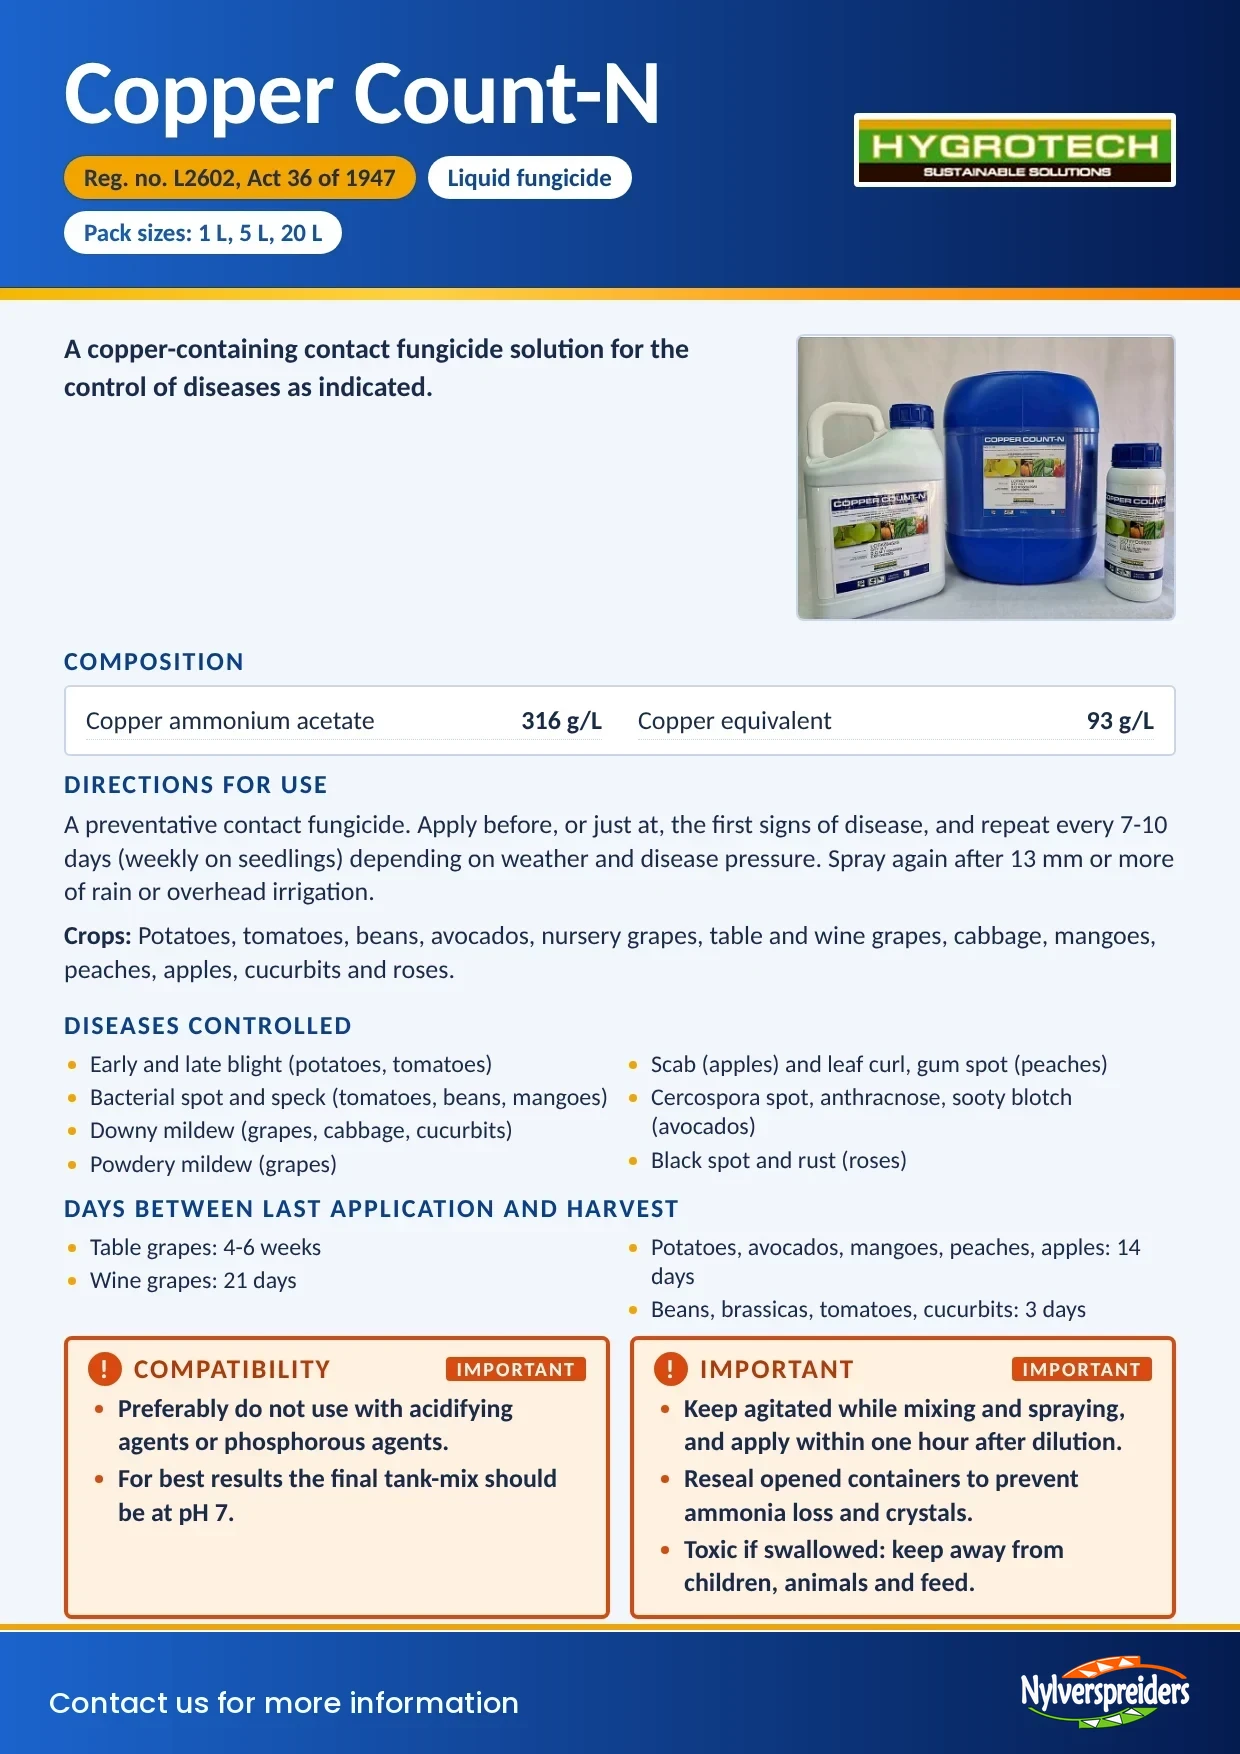 Copper Count-N
Reg. no. L2602, Act 36 of 1947
Liquid fungicide
Pack sizes: 1 L, 5 L, 20 L
HYGROTECH
SUSTAINABLE SOLUTIONS
A copper-containing contact fungicide solution for the
control of diseases as indicated.
COPPER COUNT-N
COPPER COUNT-N
COPPER COUNT-N
COMPOSITION
Copper ammonium acetate 316 g/L
Copper equivalent 93 g/L
DIRECTIONS FOR USE
A preventative contact fungicide. Apply before, or just at, the first signs of disease, and repeat every 7-10
days (weekly on seedlings) depending on weather and disease pressure. Spray again after 13 mm or more
of rain or overhead irrigation.
Crops: Potatoes, tomatoes, beans, avocados, nursery grapes, table and wine grapes, cabbage, mangoes,
peaches, apples, cucurbits and roses.
DISEASES CONTROLLED
• Early and late blight (potatoes, tomatoes)
• Bacterial spot and speck (tomatoes, beans, mangoes)
• Downy mildew (grapes, cabbage, cucurbits)
• Powdery mildew (grapes)
• Scab (apples) and leaf curl, gum spot (peaches)
• Cercospora spot, anthracnose, sooty blotch
(avocados)
• Black spot and rust (roses)
DAYS BETWEEN LAST APPLICATION AND HARVEST
• Table grapes: 4-6 weeks
• Wine grapes: 21 days
• Potatoes, avocados, mangoes, peaches, apples: 14
days
• Beans, brassicas, tomatoes, cucurbits: 3 days
! COMPATIBILITY IMPORTANT
• Preferably do not use with acidifying
agents or phosphorous agents.
• For best results the final tank-mix should
be at pH 7.
! IMPORTANT IMPORTANT
• Keep agitated while mixing and spraying,
and apply within one hour after dilution.
• Reseal opened containers to prevent
ammonia loss and crystals.
• Toxic if swallowed: keep away from
children, animals and feed.
Contact us for more information
Nylverspreiders